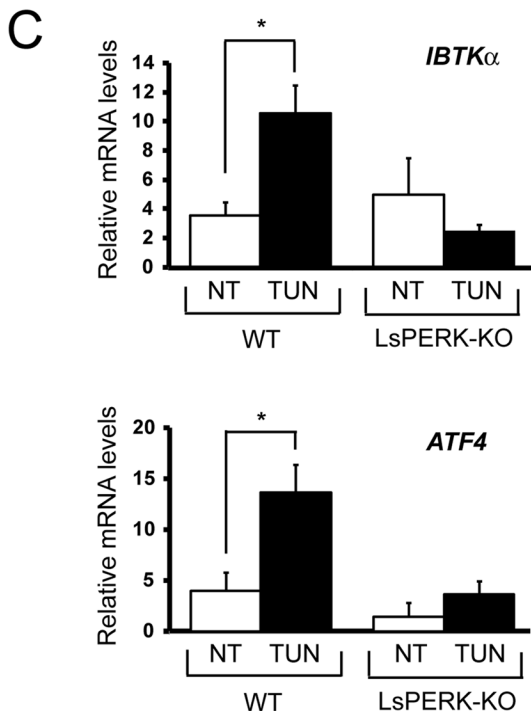 C
*
IBTKα
Relative mRNA levels
14
12
10
8
6
4
2
0
NT TUN NT TUN
WT LsPERK-KO
*
ATF4
Relative mRNA levels
20
15
10
5
0
NT TUN NT TUN
WT LsPERK-KO